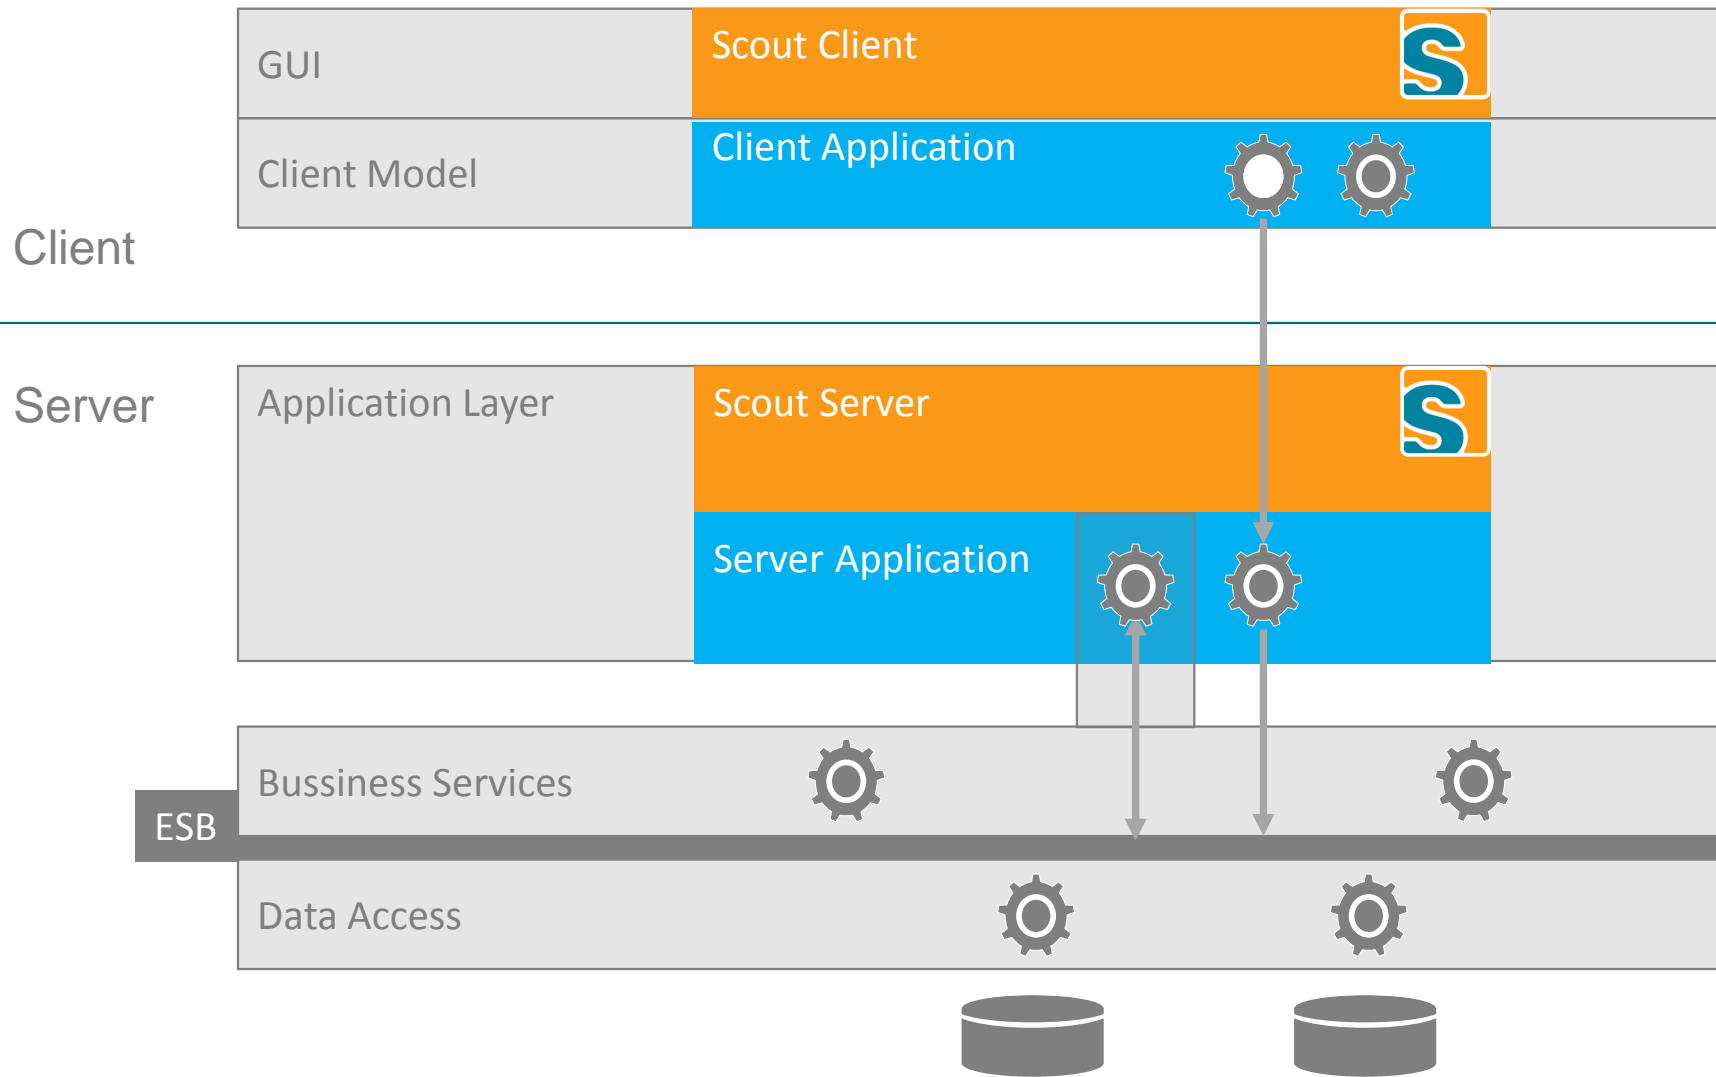 GUI
Scout Client
S
Client Model
Client Application
Client
Server
Application Layer
Scout Server
S
Server Application
Bussiness Services
ESB
Data Access